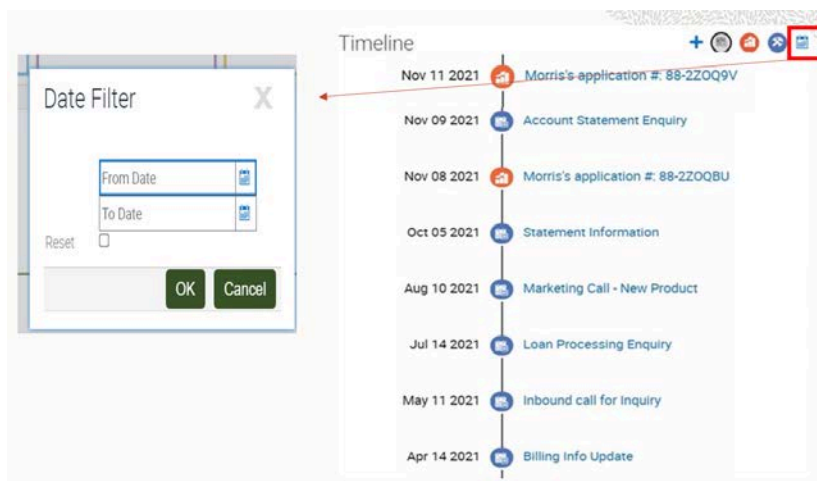 Timeline
Nov 11 2021 Morris's application #: 88-2ZOQ9V
Nov 09 2021 Account Statement Enquiry
Nov 08 2021 Morris's application #: 88-2ZOQBU
Oct 05 2021 Statement Information
Aug 10 2021 Marketing Call - New Product
Jul 14 2021 Loan Processing Enquiry
May 11 2021 Inbound call for Inquiry
Apr 14 2021 Billing Info Update
Date Filter X
From Date
To Date
Reset
OK Cancel